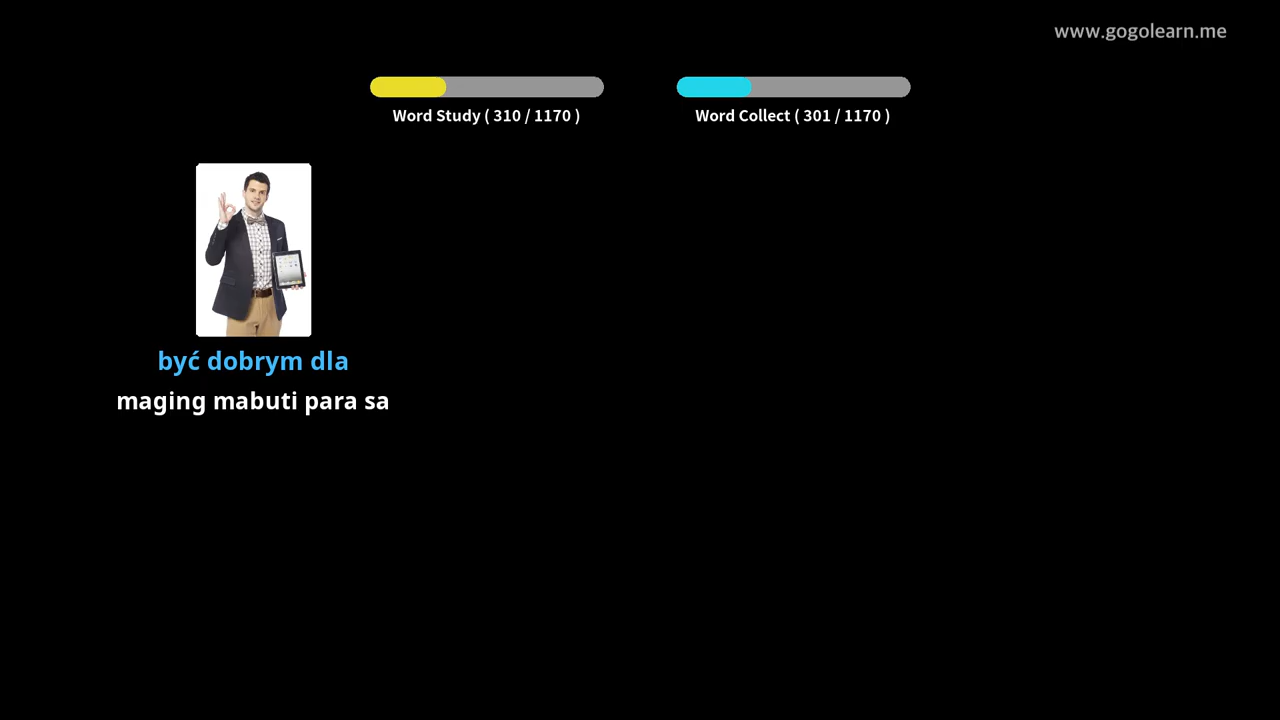 www.gogolearn.me
Word Study ( 310 / 1170 )
Word Collect ( 301 / 1170 )
być dobrym dla
maging mabuti para sa